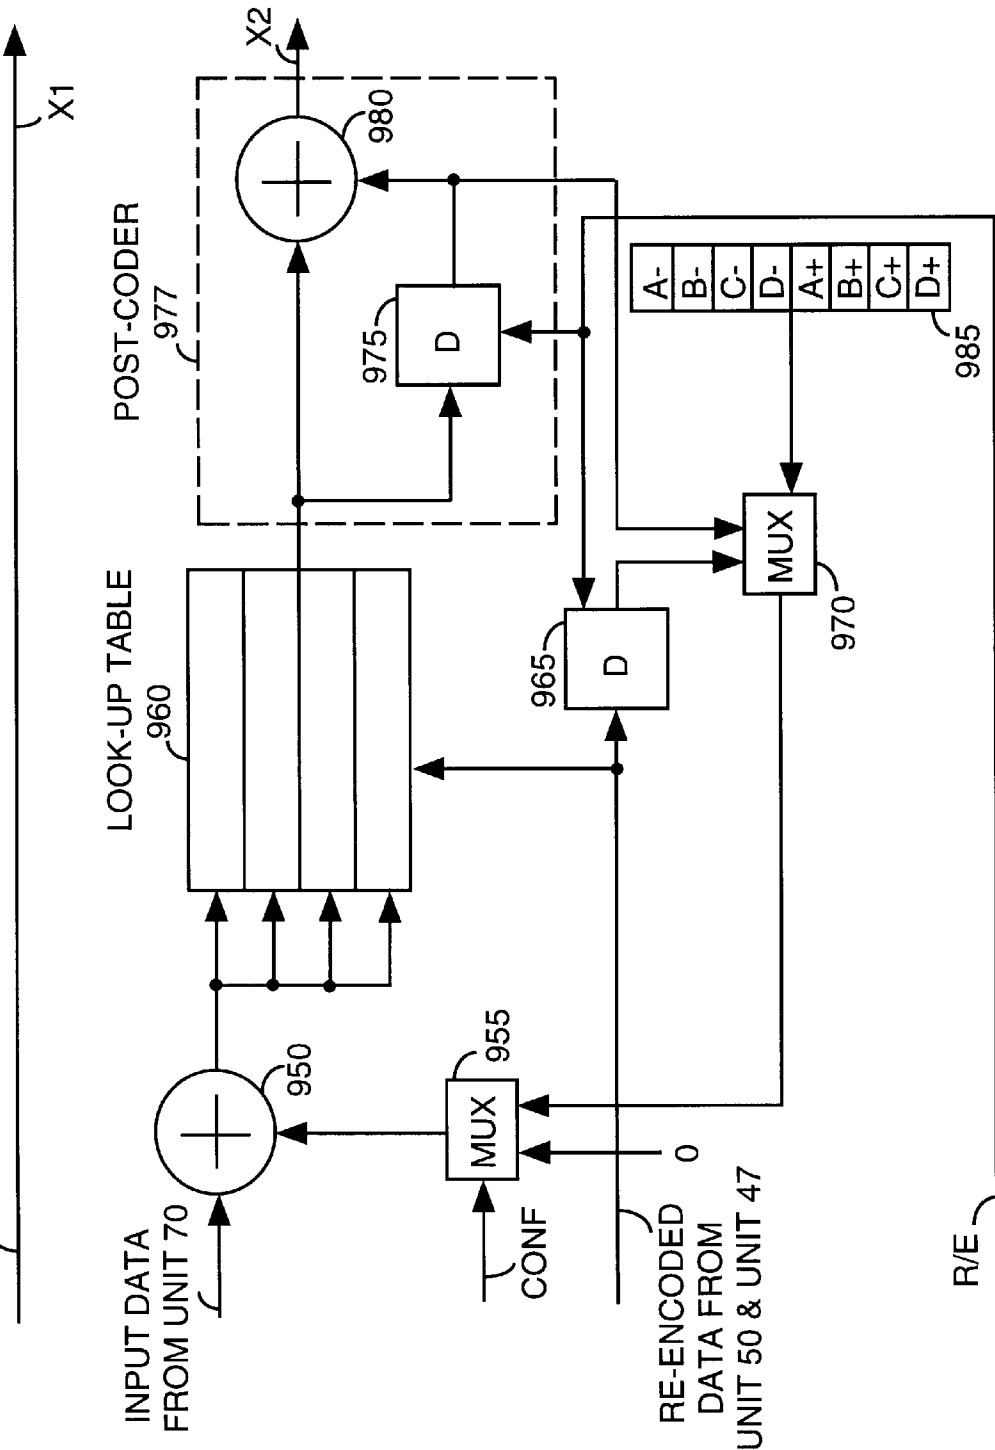 X1
X2
POST-CODER
977
980
975
D
LOOK-UP TABLE
960
965
D
A-
B-
C-
D-
A+
B+
C+
D+
985
MUX
970
950
955
MUX
INPUT DATA
FROM UNIT 70
CONF
0
RE-ENCODED
DATA FROM
UNIT 50 & UNIT 47
R/E